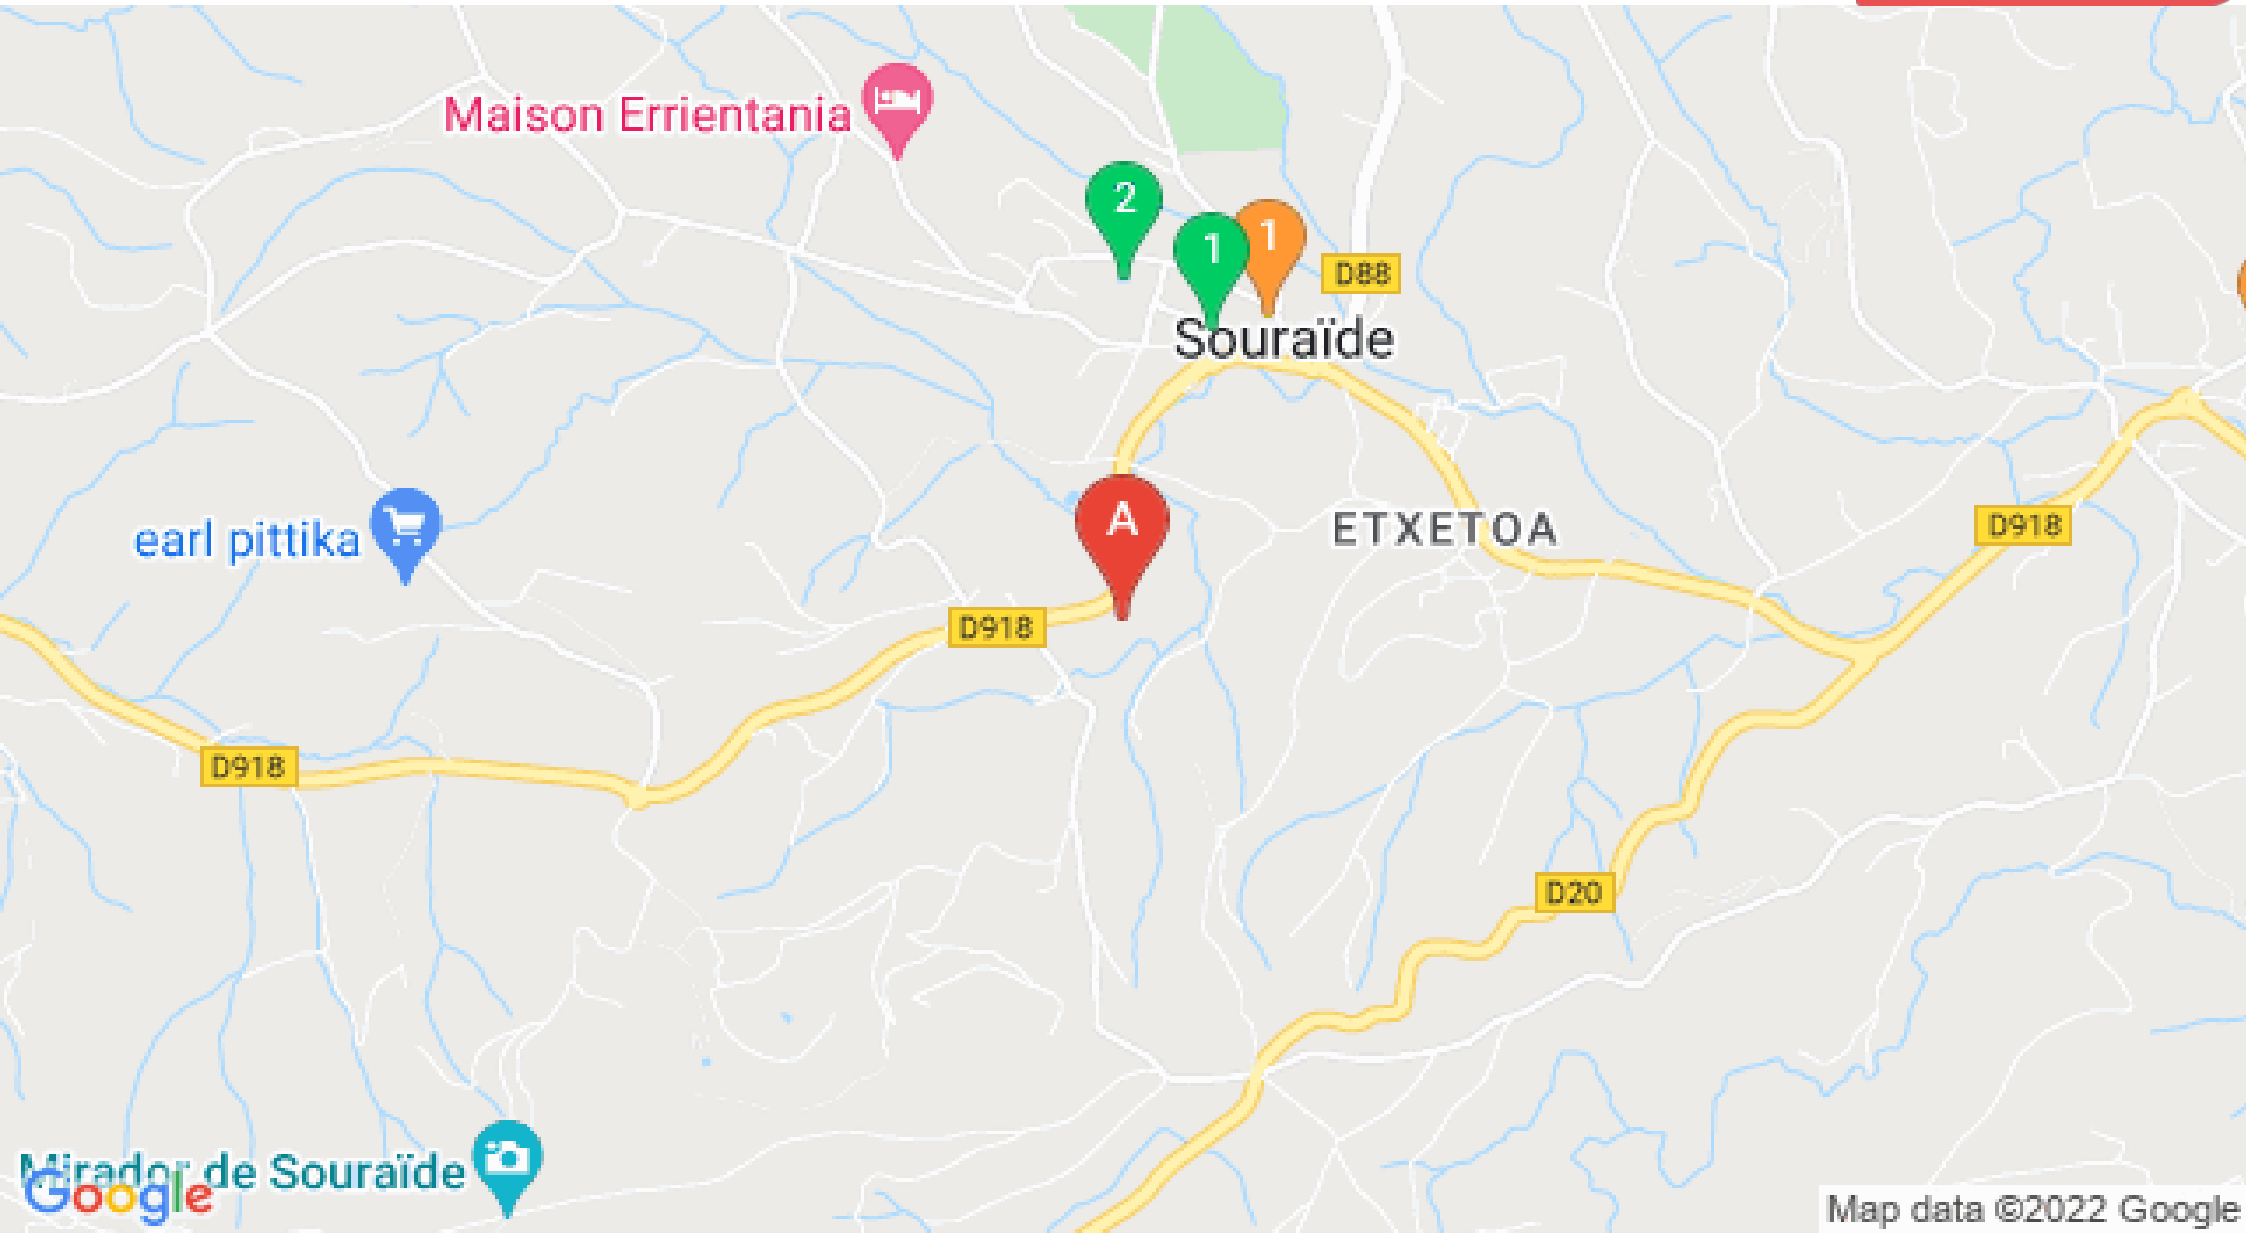 Maison Errientania
2
1
1
D88
Souraïde
A
earl pittika
ETXETOA
D918
D918
D918
D20
Mirador de Souraïde
Google
Map data ©2022 Google